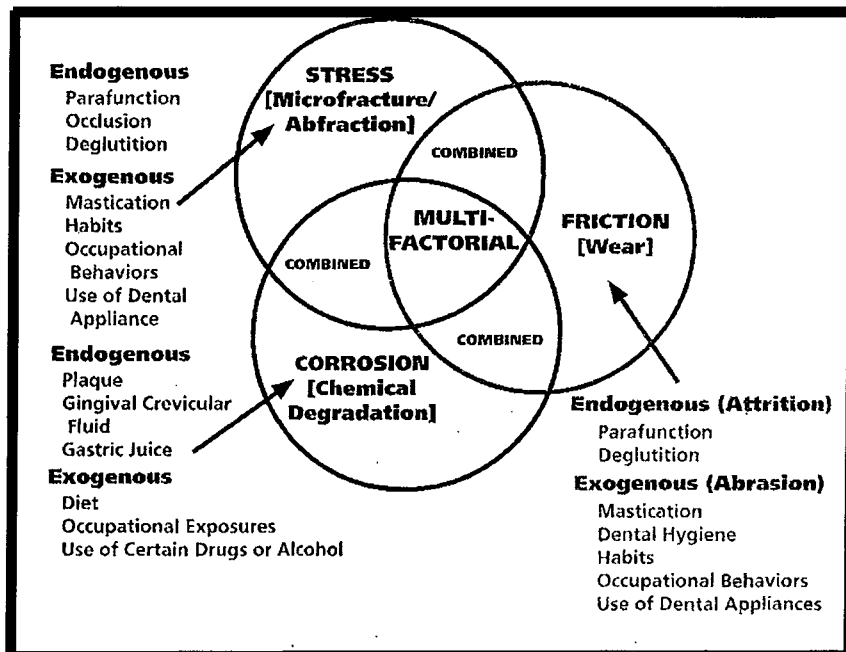 Endogenous
Parafunction
Occlusion
Deglutition
Exogenous
Mastication
Habits
Occupational
Behaviors
Use of Dental
Appliance
STRESS
[Microfracture/
Abfraction]
COMBINED
MULTI-
FACTORIAL
FRICTION
[Wear]
COMBINED
COMBINED
CORROSION
[Chemical
Degradation]
Endogenous
Plaque
Gingival Crevicular
Fluid
Gastric Juice
Exogenous
Diet
Occupational Exposures
Use of Certain Drugs or Alcohol
Endogenous (Attrition)
Parafunction
Deglutition
Exogenous (Abrasion)
Mastication
Dental Hygiene
Habits
Occupational Behaviors
Use of Dental Appliances